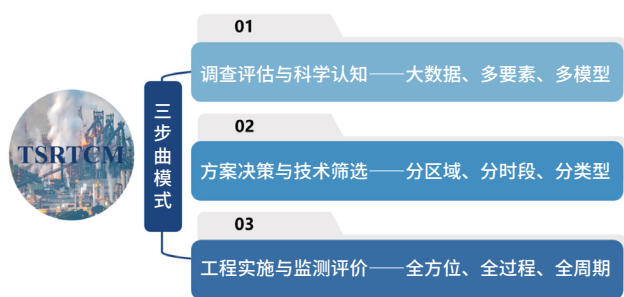 01
调查评估与科学认知——大数据、多要素、多模型
TSRTCM
三步曲模式
02
方案决策与技术筛选——分区域、分时段、分类型
03
工程实施与监测评价——全方位、全过程、全周期